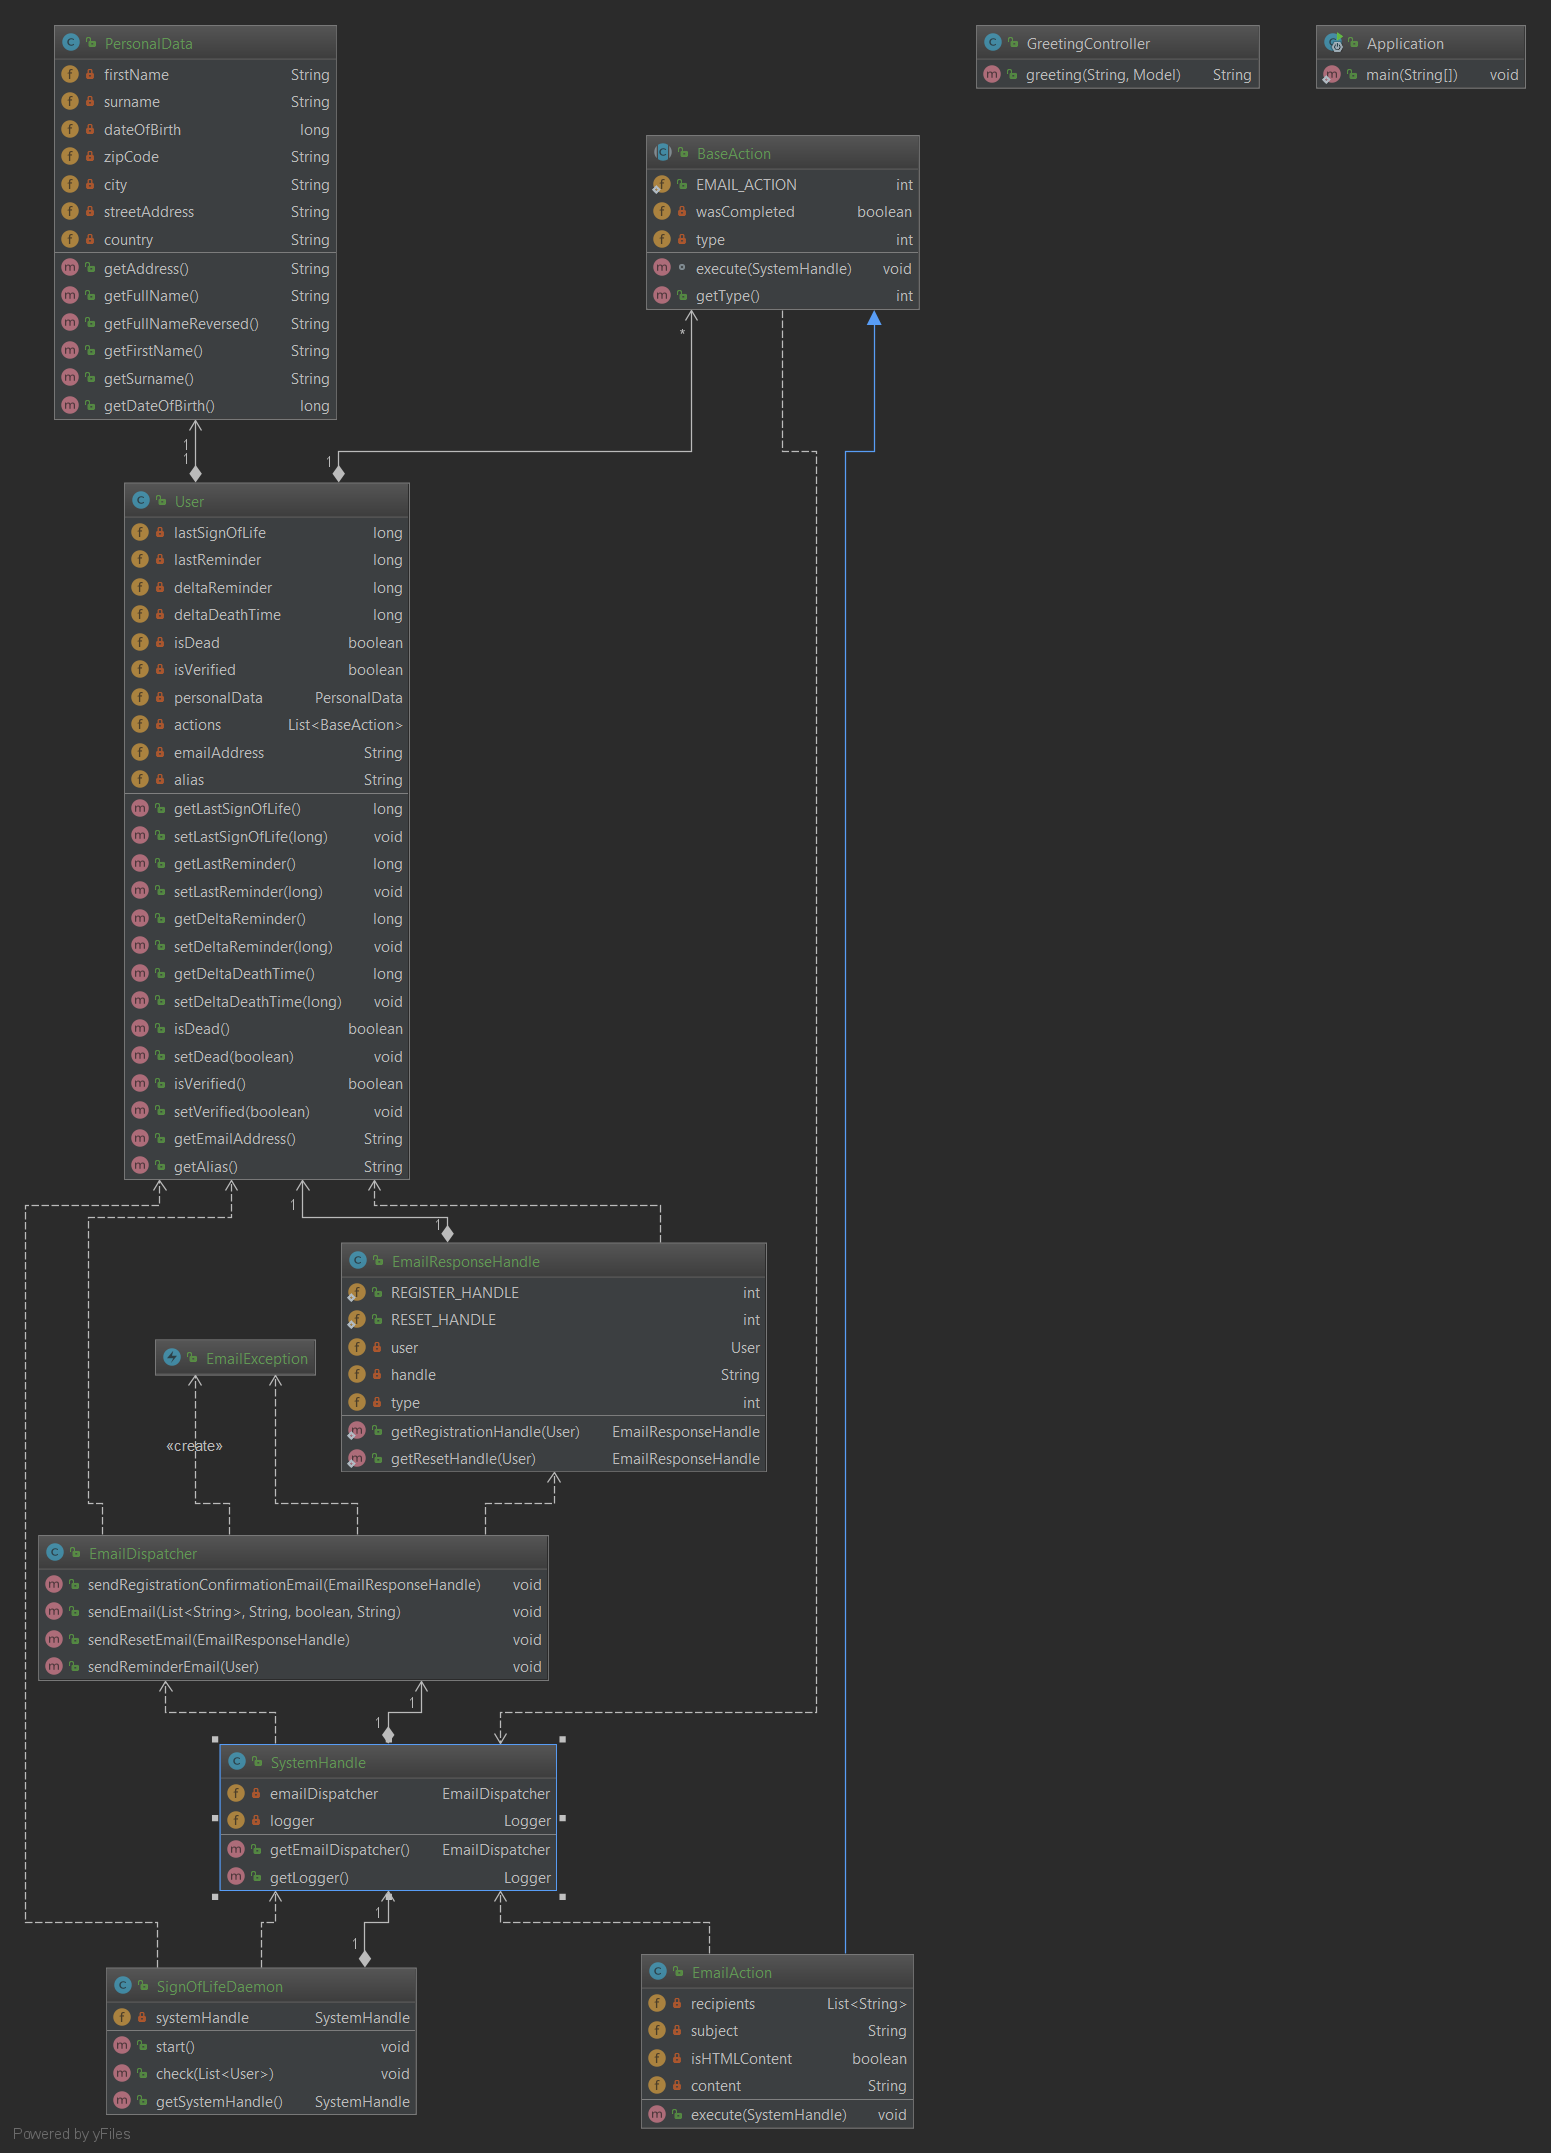 PersonalData
firstName String
surname String
dateOfBirth long
zipCode String
city String
streetAddress String
country String
getAddress() String
getFullName() String
getFullNameReversed() String
getFirstName() String
getSurname() String
getDateOfBirth() long
GreetingController
greeting(String, Model) String
Application
main(String[]) void
BaseAction
EMAIL_ACTION int
wasCompleted boolean
type int
execute(SystemHandle) void
getType() int
*
1
1
1
User
lastSignOfLife long
lastReminder long
deltaReminder long
deltaDeathTime long
isDead boolean
isVerified boolean
personalData PersonalData
actions List<BaseAction>
emailAddress String
alias String
getLastSignOfLife() long
setLastSignOfLife(long) void
getLastReminder() long
setLastReminder(long) void
getDeltaReminder() long
setDeltaReminder(long) void
getDeltaDeathTime() long
setDeltaDeathTime(long) void
isDead() boolean
setDead(boolean) void
isVerified() boolean
setVerified(boolean) void
getEmailAddress() String
getAlias() String
1
1
EmailResponseHandle
REGISTER_HANDLE int
RESET_HANDLE int
user User
handle String
type int
getRegistrationHandle(User) EmailResponseHandle
getResetHandle(User) EmailResponseHandle
EmailException
«create»
EmailDispatcher
sendRegistrationConfirmationEmail(EmailResponseHandle) void
sendEmail(List<String>, String, boolean, String) void
sendResetEmail(EmailResponseHandle) void
sendReminderEmail(User) void
1
1
SystemHandle
emailDispatcher EmailDispatcher
logger Logger
getEmailDispatcher() EmailDispatcher
getLogger() Logger
1
1
SignOfLifeDaemon
systemHandle SystemHandle
start() void
check(List<User>) void
getSystemHandle() SystemHandle
EmailAction
recipients List<String>
subject String
isHTMLContent boolean
content String
execute(SystemHandle) void
Powered by yFiles